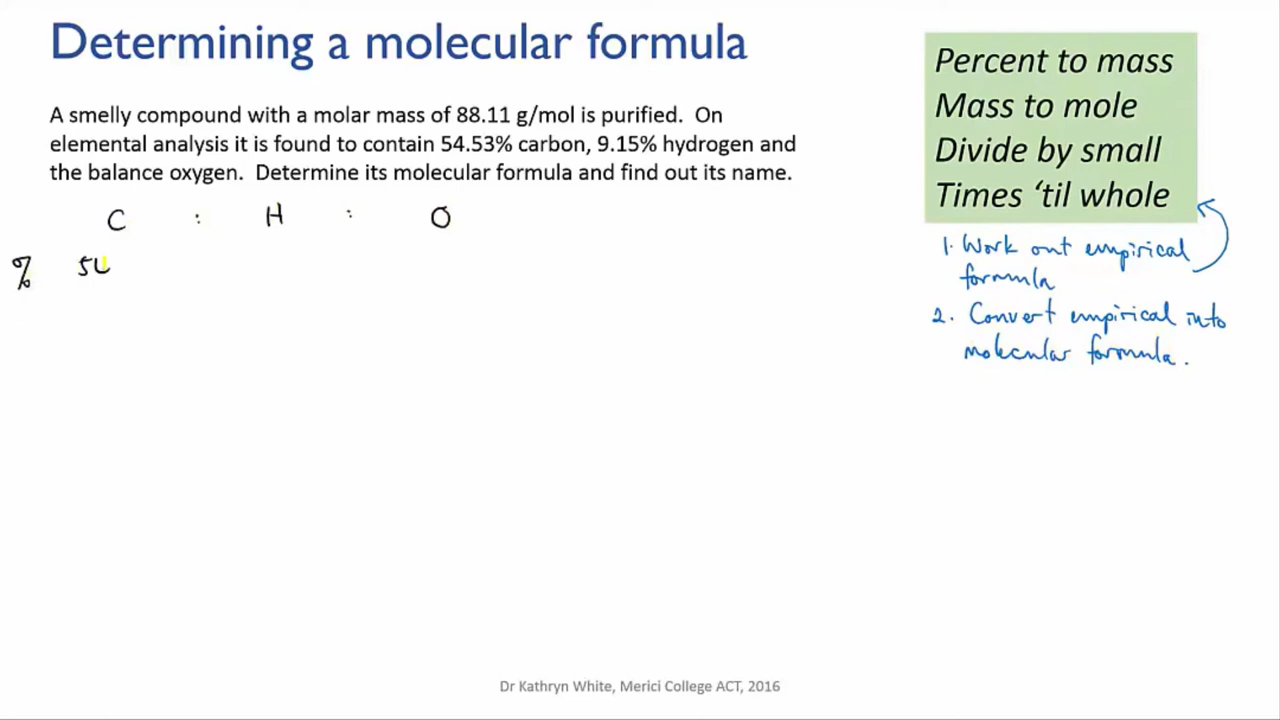 Determining a molecular formula
A smelly compound with a molar mass of 88.11 g/mol is purified. On
elemental analysis it is found to contain 54.53% carbon, 9.15% hydrogen and
the balance oxygen. Determine its molecular formula and find out its name.
C : H : O
% 54
Percent to mass
Mass to mole
Divide by small
Times ‘til whole
1. Work out empirical
formula
2. Convert empirical into
molecular formula.
Dr Kathryn White, Merici College ACT, 2016